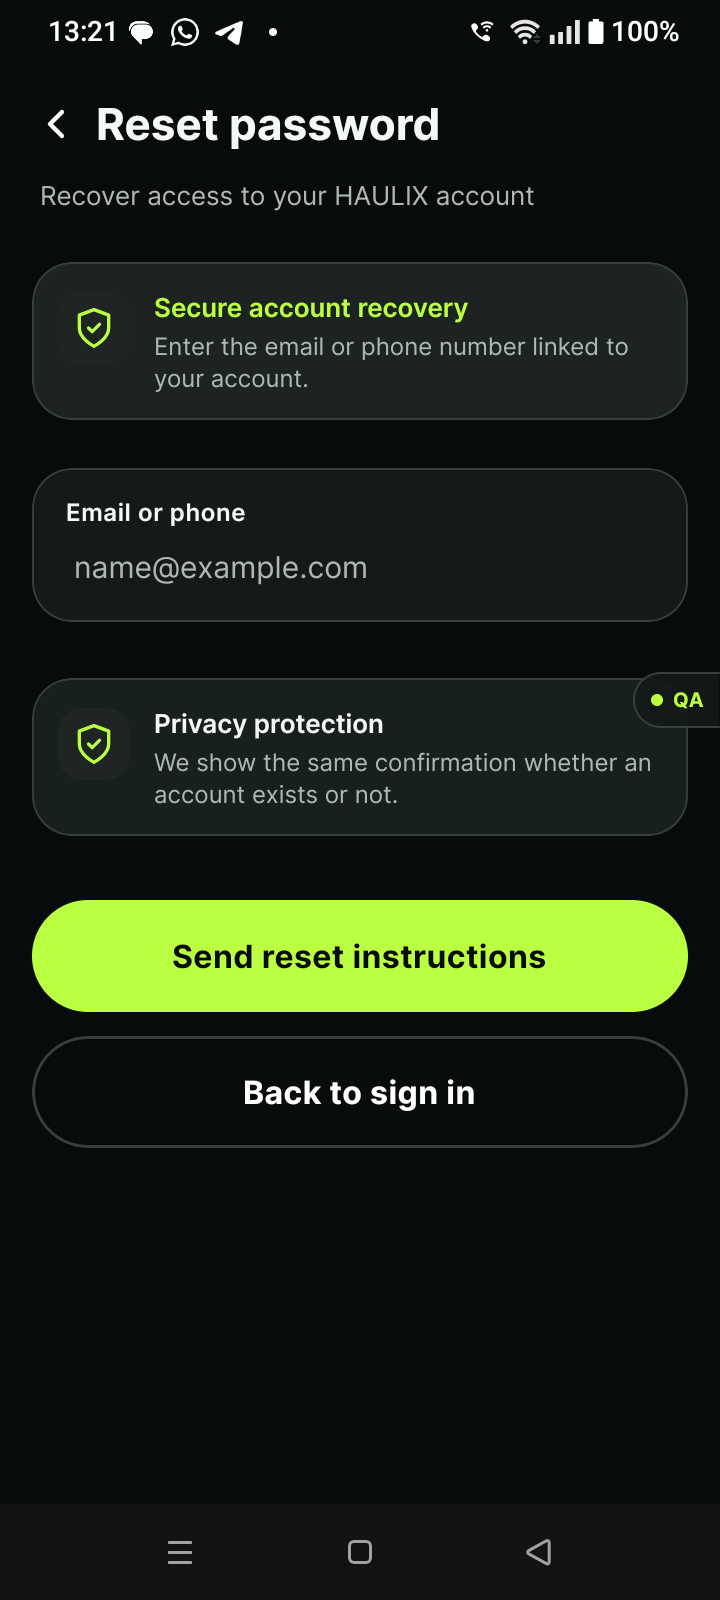 13:21
100%
Reset password
Recover access to your HAULIX account
Secure account recovery
Enter the email or phone number linked to
your account.
Email or phone
name@example.com
QA
Privacy protection
We show the same confirmation whether an
account exists or not.
Send reset instructions
Back to sign in